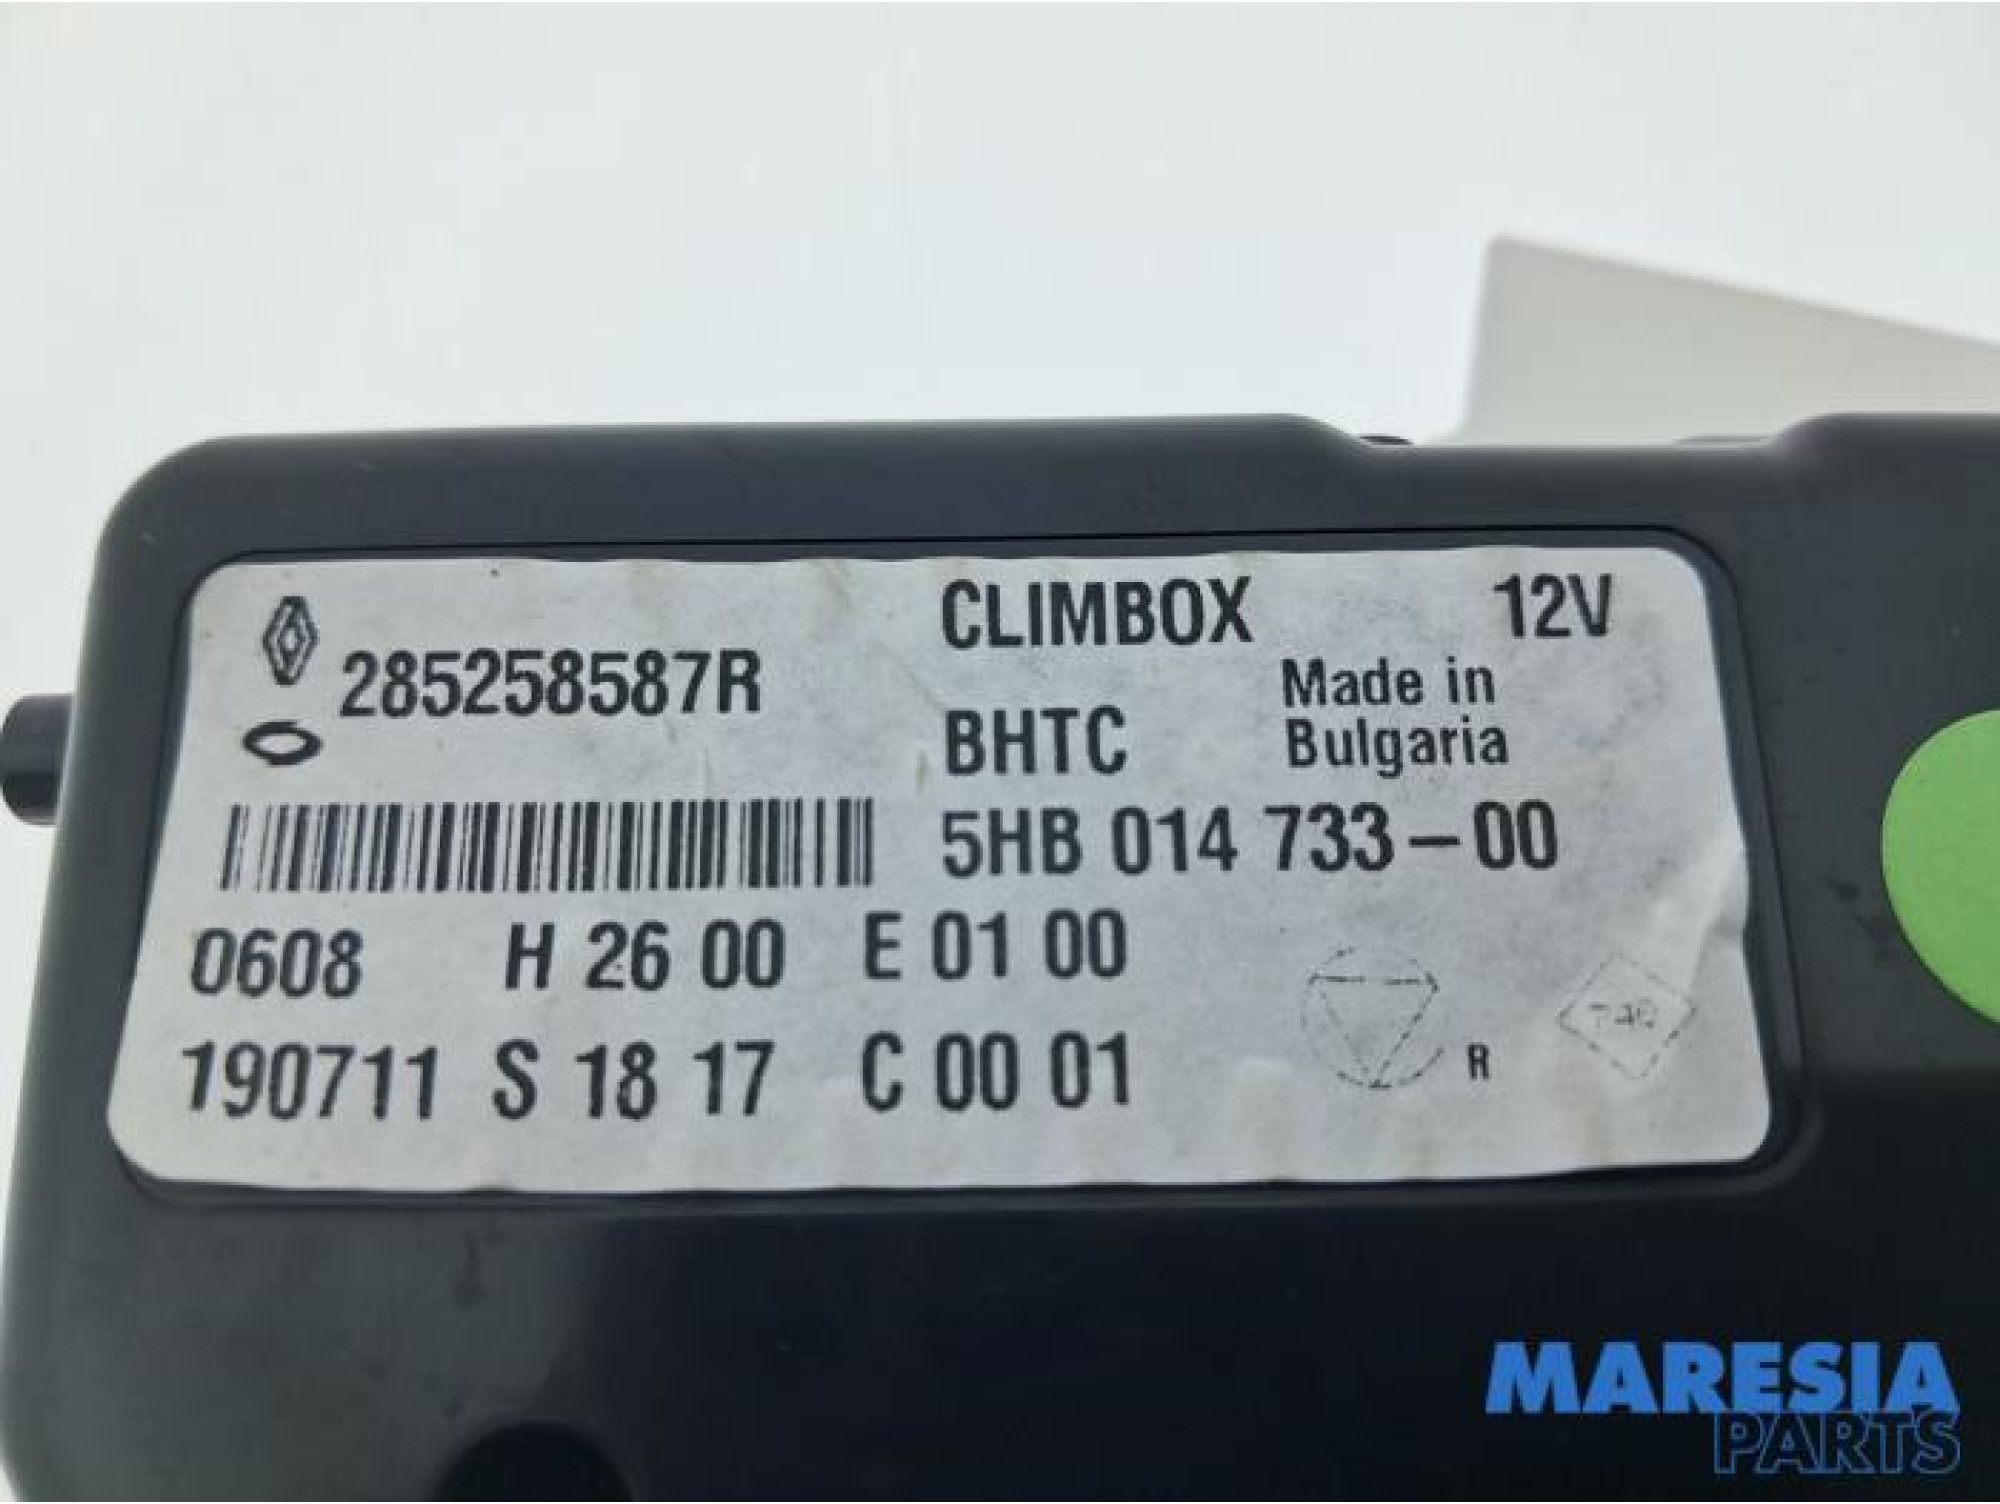 CLIMBOX 12V
285258587R
BHTC Made in
Bulgaria
5HB 014 733-00
0608 H 26 00 E 01 00
190711 S 18 17 C 00 01
R
MARESIA
PARTS